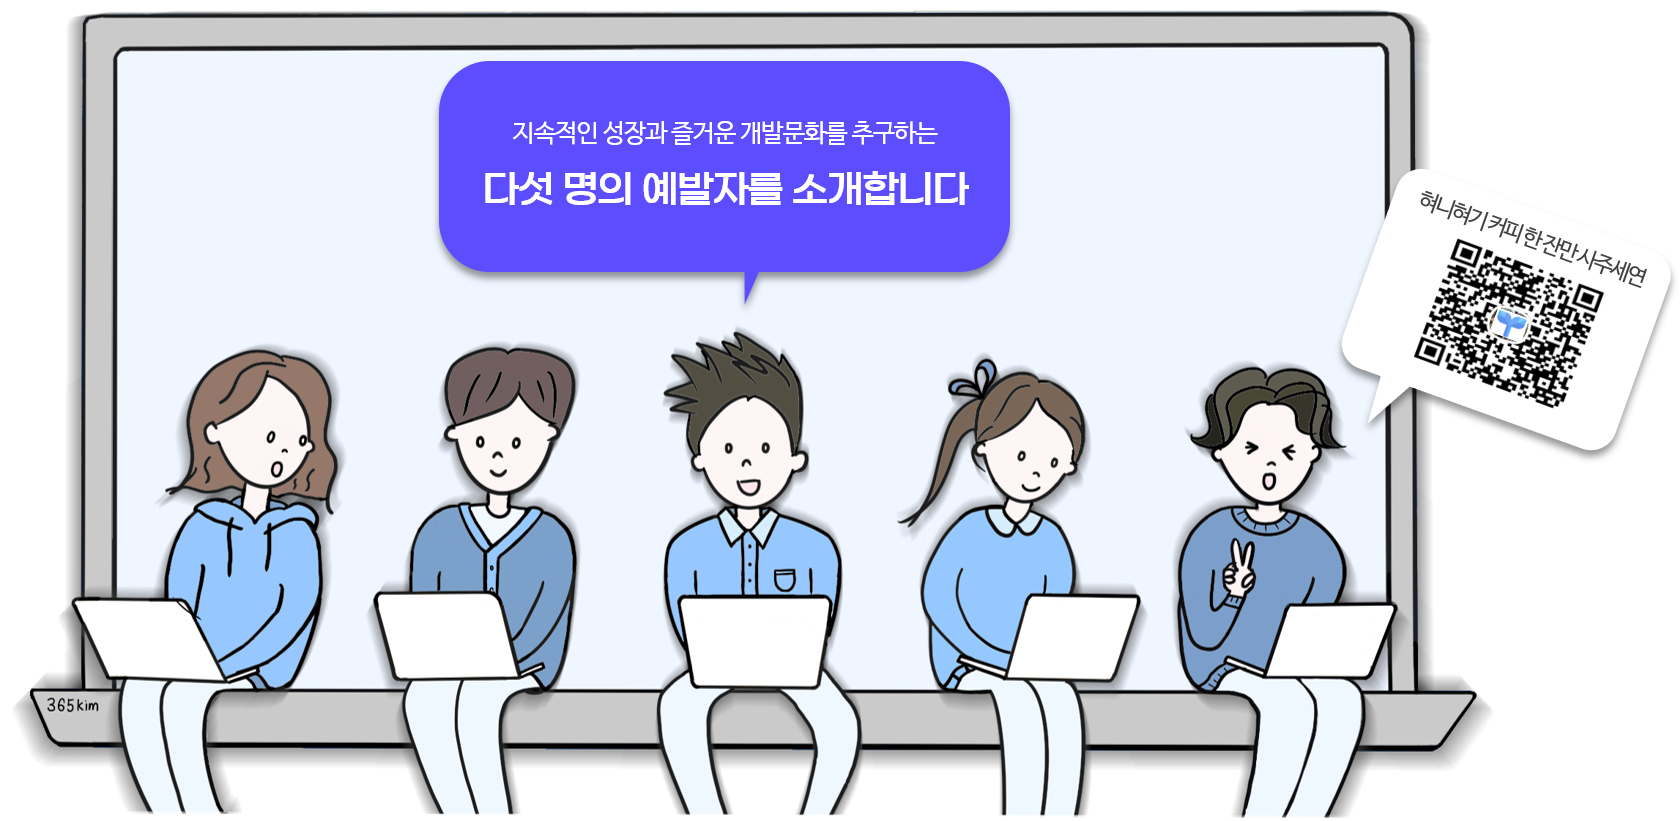 지속적인 성장과 즐거운 개발문화를 추구하는
다섯 명의 예발자를 소개합니다
혀니혀기 커피 한 잔만 사주세연
365kim